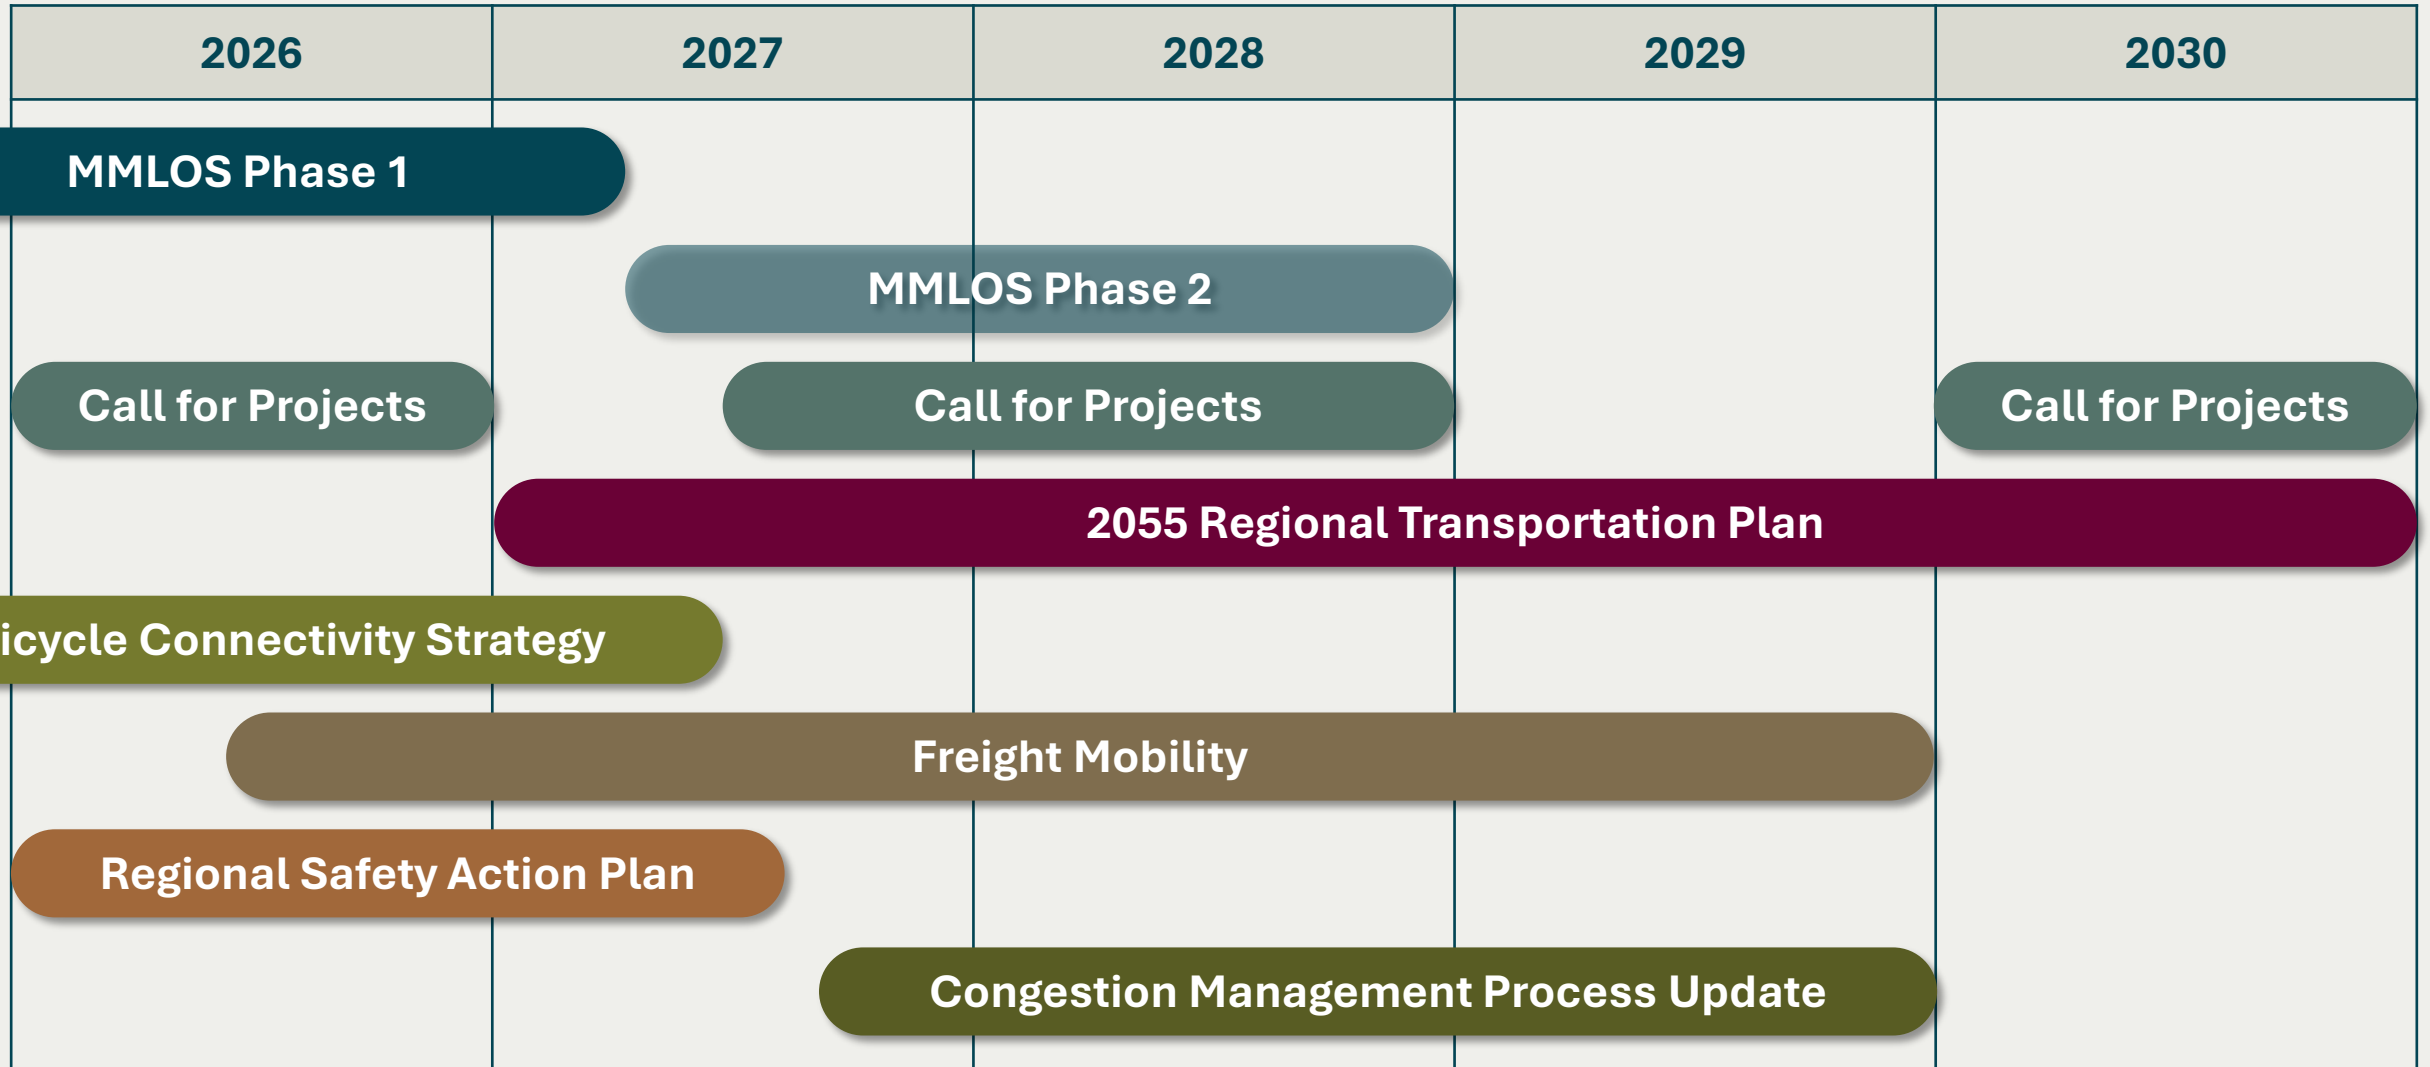 2026 2027 2028 2029 2030
MMLOS Phase 1
MMLOS Phase 2
Call for Projects Call for Projects Call for Projects
2055 Regional Transportation Plan
icycle Connectivity Strategy
Freight Mobility
Regional Safety Action Plan
Congestion Management Process Update